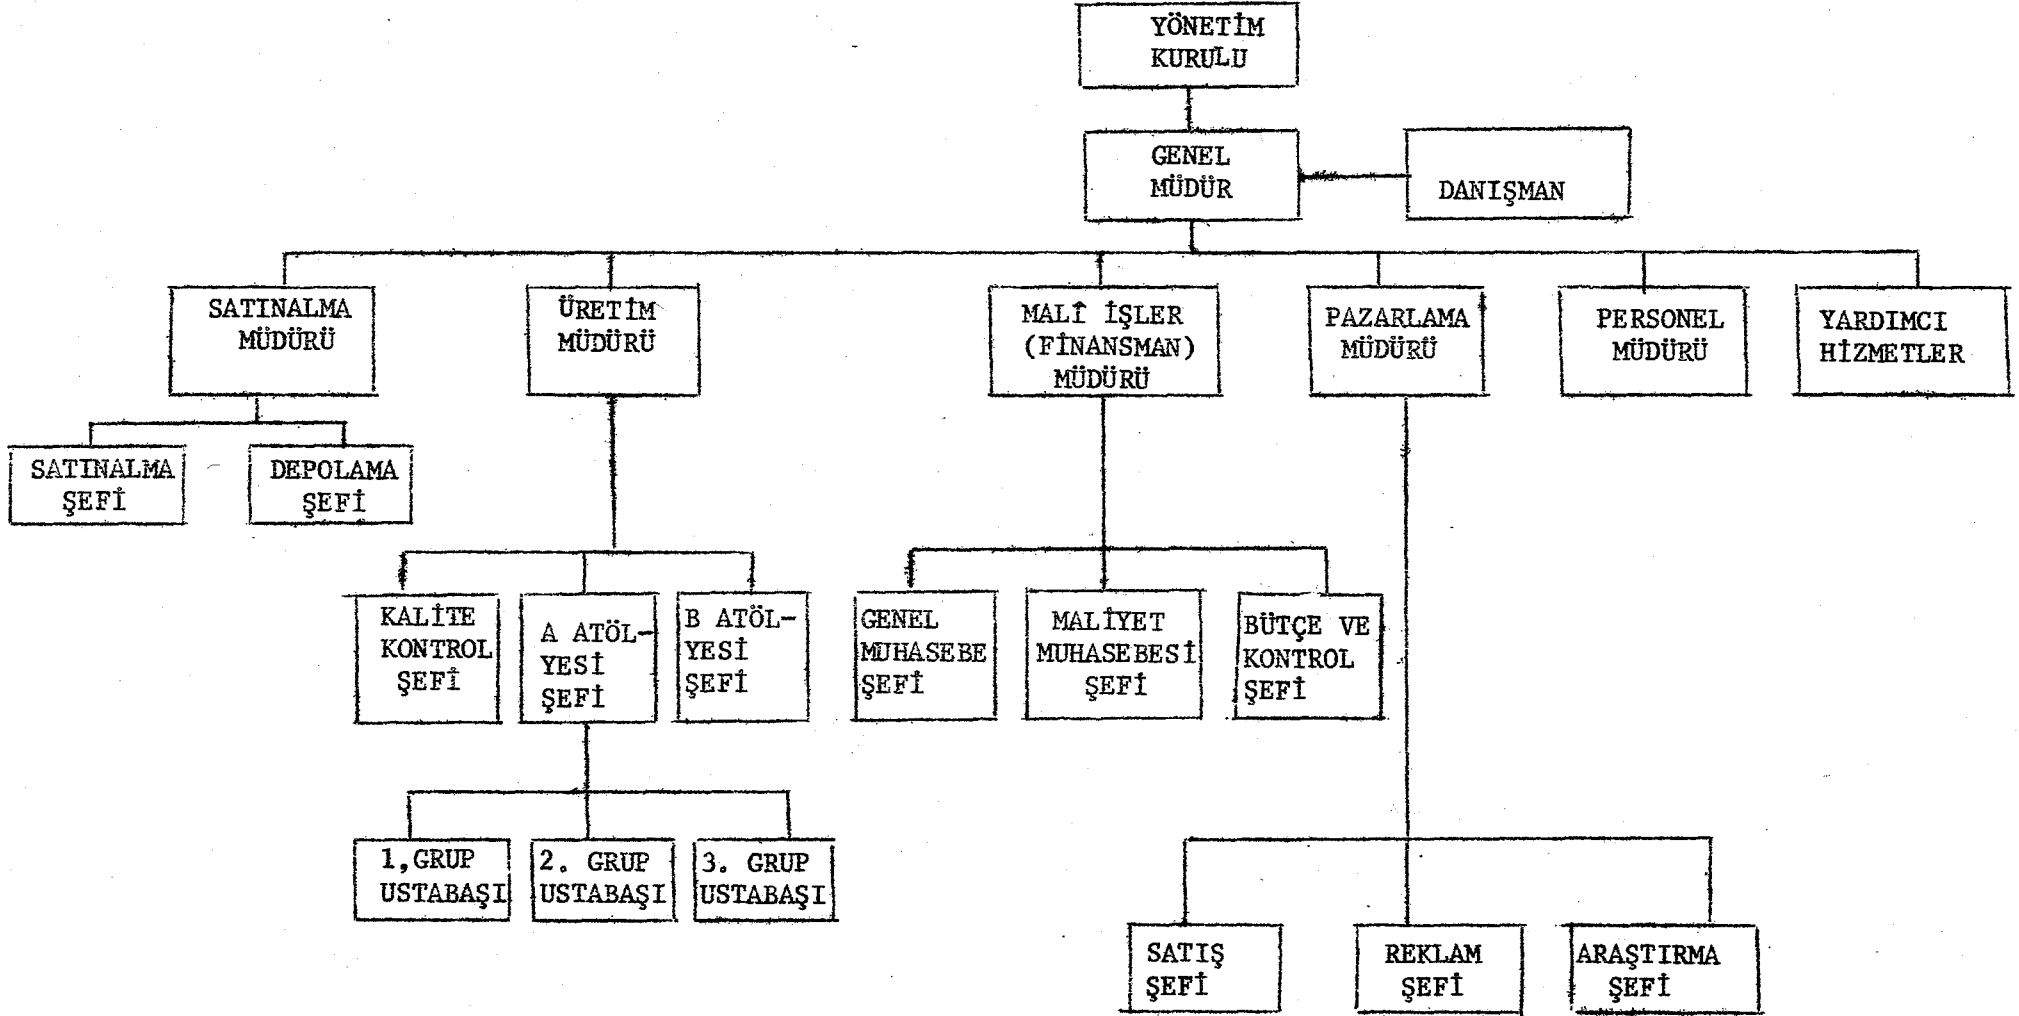 YÖNETİM
KURULU
GENEL
MÜDÜR
DANIŞMAN
SATINALMA
MÜDÜRÜ
ÜRETİM
MÜDÜRÜ
MALÎ İŞLER
(FİNANSMAN)
MÜDÜRÜ
PAZARLAMA
MÜDÜRÜ
PERSONEL
MÜDÜRÜ
YARDIMCI
HİZMETLER
SATINALMA
ŞEFİ
DEPOLAMA
ŞEFİ
KALİTE
KONTROL
ŞEFİ
A ATÖL-
YESİ
ŞEFİ
B ATÖL-
YESİ
ŞEFİ
GENEL
MUHASEBE
ŞEFİ
MALİYET
MUHASEBESİ
ŞEFİ
BÜTÇE VE
KONTROL
ŞEFİ
1,GRUP
USTABAŞI
2. GRUP
USTABAŞI
3. GRUP
USTABAŞI
SATIŞ
ŞEFİ
REKLAM
ŞEFİ
ARAŞTIRMA
ŞEFİ